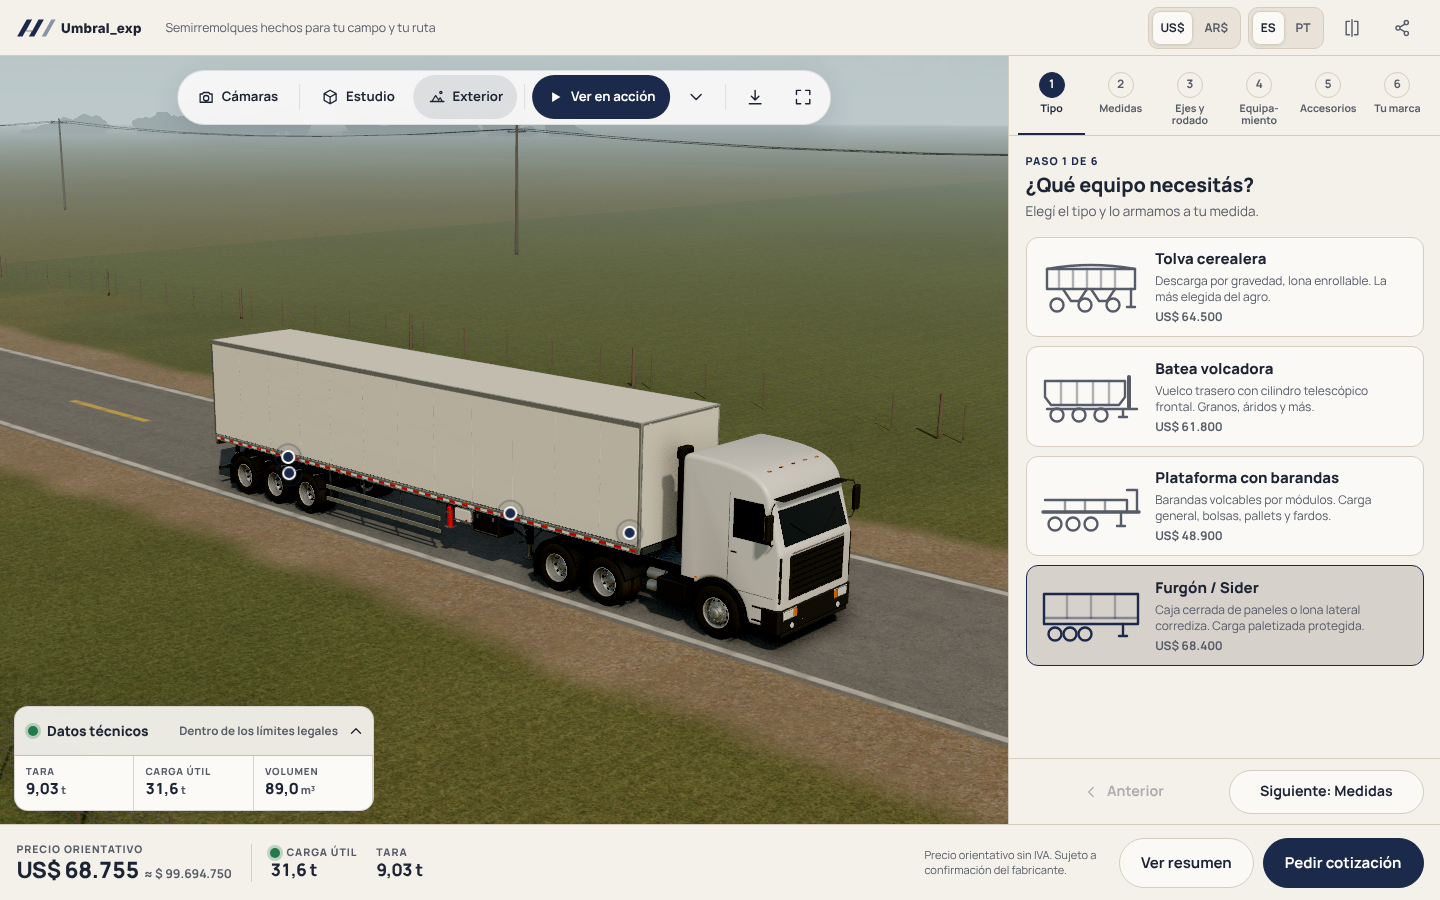 Umbral_exp
Semirremolques hechos para tu campo y tu ruta
US$ AR$
ES PT
Cámaras
Estudio
Exterior
Ver en acción
1 Tipo
2 Medidas
3 Ejes y rodado
4 Equipa-
miento
5 Accesorios
6 Tu marca
PASO 1 DE 6
¿Qué equipo necesitás?
Elegí el tipo y lo armamos a tu medida.
Tolva cerealera
Descarga por gravedad, lona enrollable. La
más elegida del agro.
US$ 64.500
Batea volcadora
Vuelco trasero con cilindro telescópico
frontal. Granos, áridos y más.
US$ 61.800
Plataforma con barandas
Barandas volcables por módulos. Carga
general, bolsas, pallets y fardos.
US$ 48.900
Furgón / Sider
Caja cerrada de paneles o lona lateral
corrediza. Carga paletizada protegida.
US$ 68.400
Anterior
Siguiente: Medidas
Datos técnicos
Dentro de los límites legales
TARA
9,03 t
CARGA ÚTIL
31,6 t
VOLUMEN
89,0 m³
PRECIO ORIENTATIVO
US$ 68.755 ≈ $ 99.694.750
CARGA ÚTIL
31,6 t
TARA
9,03 t
Precio orientativo sin IVA. Sujeto a
confirmación del fabricante.
Ver resumen
Pedir cotización